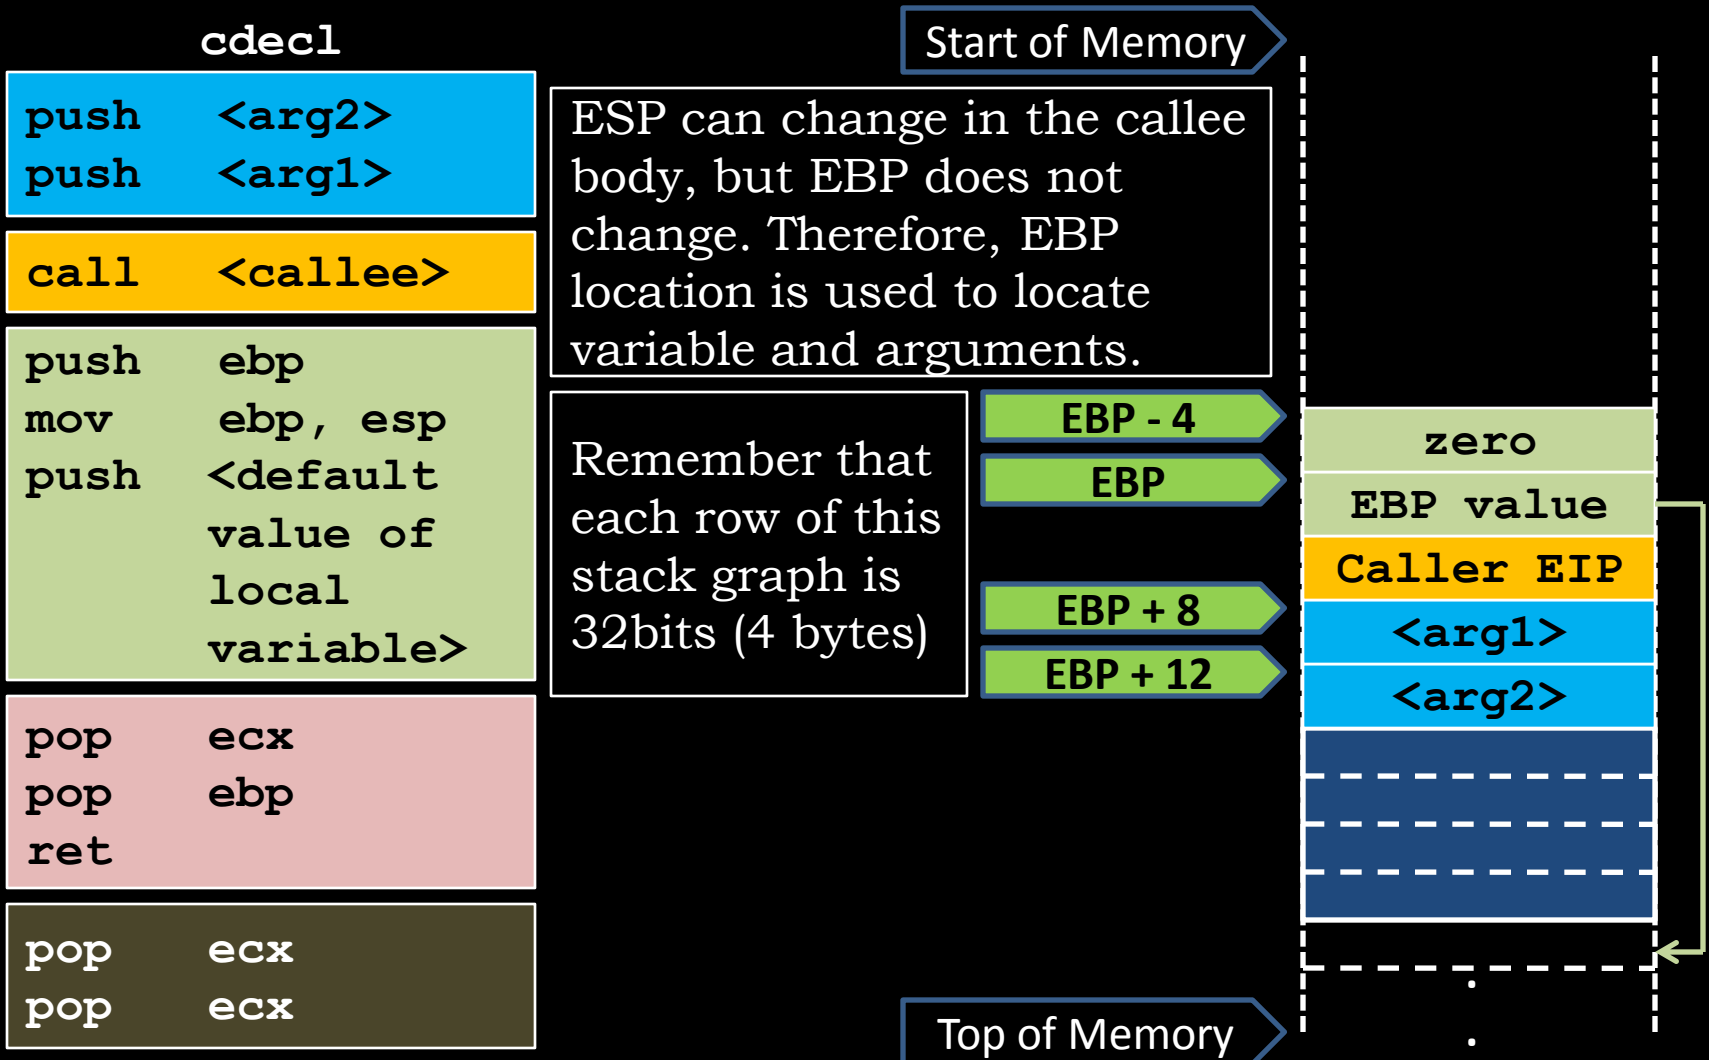 cdecl
push <arg2>
push <arg1>
call <callee>
push ebp
mov ebp, esp
push <default
value of
local
variable>
pop ecx
pop ebp
ret
pop ecx
pop ecx
ESP can change in the callee
body, but EBP does not
change. Therefore, EBP
location is used to locate
variable and arguments.
Remember that
each row of this
stack graph is
32bits (4 bytes)
Start of Memory
EBP - 4
EBP
EBP + 8
EBP + 12
Top of Memory
zero
EBP value
Caller EIP
<arg1>
<arg2>
.
.